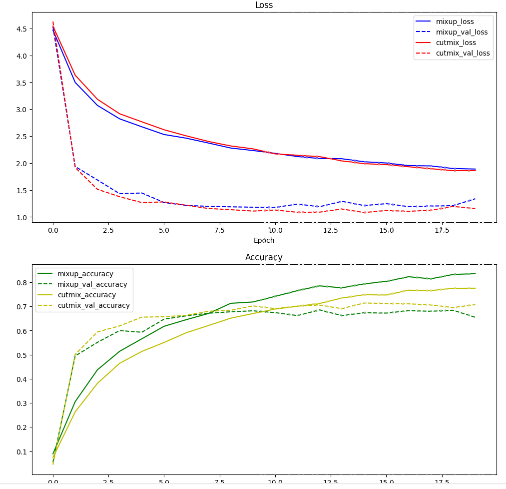 Loss
4.5
4.0
3.5
3.0
2.5
2.0
1.5
1.0
mixup_loss
mixup_val_loss
cutmix_loss
cutmix_val_loss
0.0 2.5 5.0 7.5 10.0 12.5 15.0 17.5
Epoch
Accuracy
0.8
0.7
0.6
0.5
0.4
0.3
0.2
0.1
mixup_accuracy
mixup_val_accuracy
cutmix_accuracy
cutmix_val_accuracy
0.0 2.5 5.0 7.5 10.0 12.5 15.0 17.5